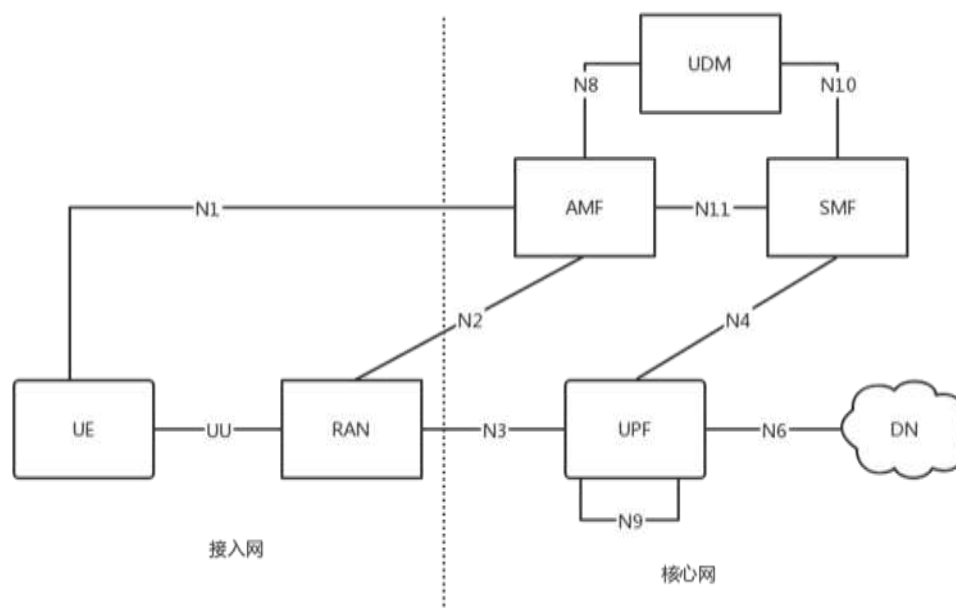 UDM
N8
N10
AMF
N11
SMF
N1
N2
N4
UE
UU
RAN
N3
UPF
N6
DN
N9
接入网
核心网